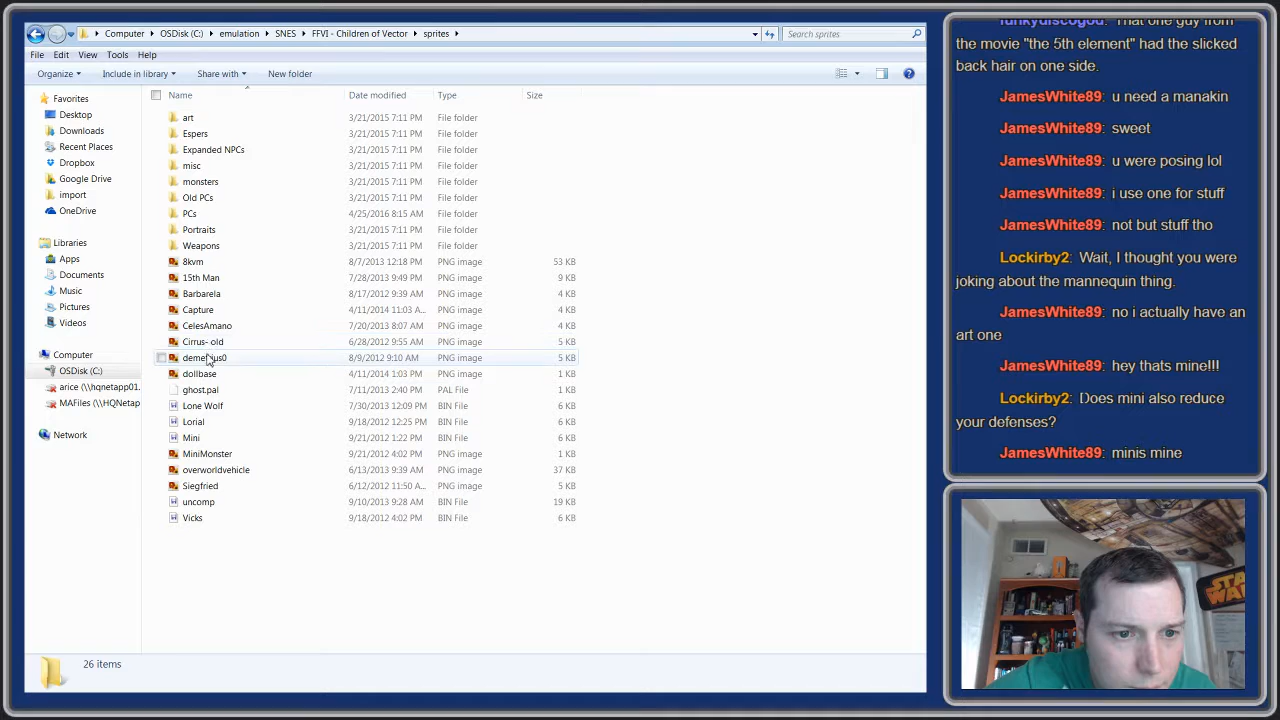 Computer ▸ OSDisk (C:) ▸ emulation ▸ SNES ▸ FFVI - Children of Vector ▸ sprites ▸
Search sprites
File Edit View Tools Help
Organize ▾ Include in library ▾ Share with ▾ New folder
Name Date modified Type Size
Favorites
Desktop
Downloads
Recent Places
Dropbox
Google Drive
import
OneDrive
Libraries
Apps
Documents
Music
Pictures
Videos
Computer
OSDisk (C:)
arice (\\hqnetapp01.
MAFiles (\\HQNetap
Network
art 3/21/2015 7:11 PM File folder
Espers 3/21/2015 7:11 PM File folder
Expanded NPCs 3/21/2015 7:11 PM File folder
misc 3/21/2015 7:11 PM File folder
monsters 3/21/2015 7:11 PM File folder
Old PCs 3/21/2015 7:11 PM File folder
PCs 4/25/2016 8:15 AM File folder
Portraits 3/21/2015 7:11 PM File folder
Weapons 3/21/2015 7:11 PM File folder
8kvm 8/7/2013 12:18 PM PNG image 53 KB
15th Man 7/28/2013 9:49 PM PNG image 9 KB
Barbarela 8/17/2012 9:39 AM PNG image 4 KB
Capture 4/11/2014 11:03 A... PNG image 4 KB
CelesAmano 7/20/2013 8:07 AM PNG image 4 KB
Cirrus- old 6/28/2012 9:55 AM PNG image 5 KB
8/9/2012 9:10 AM PNG image 5 KB
dollbase 4/11/2014 1:03 PM PNG image 1 KB
ghost.pal 7/11/2013 2:40 PM PAL File 1 KB
Lone Wolf 7/30/2013 12:09 PM BIN File 6 KB
Lorial 9/18/2012 12:25 PM BIN File 6 KB
Mini 9/21/2012 1:22 PM BIN File 6 KB
MiniMonster 9/21/2012 4:02 PM PNG image 1 KB
overworldvehicle 6/13/2013 9:39 AM PNG image 37 KB
Siegfried 6/12/2012 11:50 A... PNG image 5 KB
uncomp 9/10/2013 9:28 AM BIN File 19 KB
Vicks 9/18/2012 4:02 PM BIN File 6 KB
26 items
funkydiscogod: That one guy from
the movie "the 5th element" had the slicked
back hair on one side.
JamesWhite89: u need a manakin
JamesWhite89: sweet
JamesWhite89: u were posing lol
JamesWhite89: i use one for stuff
JamesWhite89: not but stuff tho
Lockirby2: Wait, I thought you were
joking about the mannequin thing.
JamesWhite89: no i actually have an
art one
JamesWhite89: hey thats mine!!!
Lockirby2: Does mini also reduce
your defenses?
JamesWhite89: minis mine
STAR